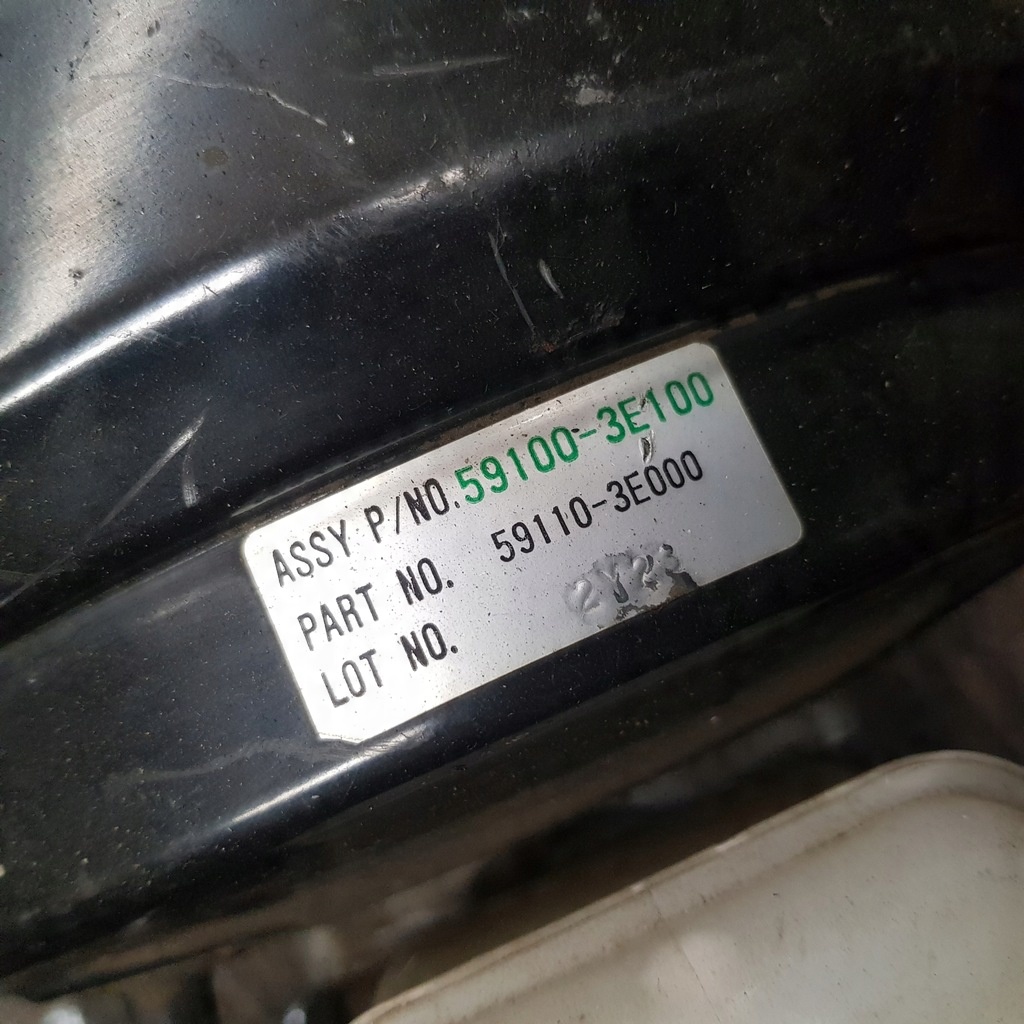 ASSY P/NO. 59100-3E100
PART NO. 59110-3E000
LOT NO.